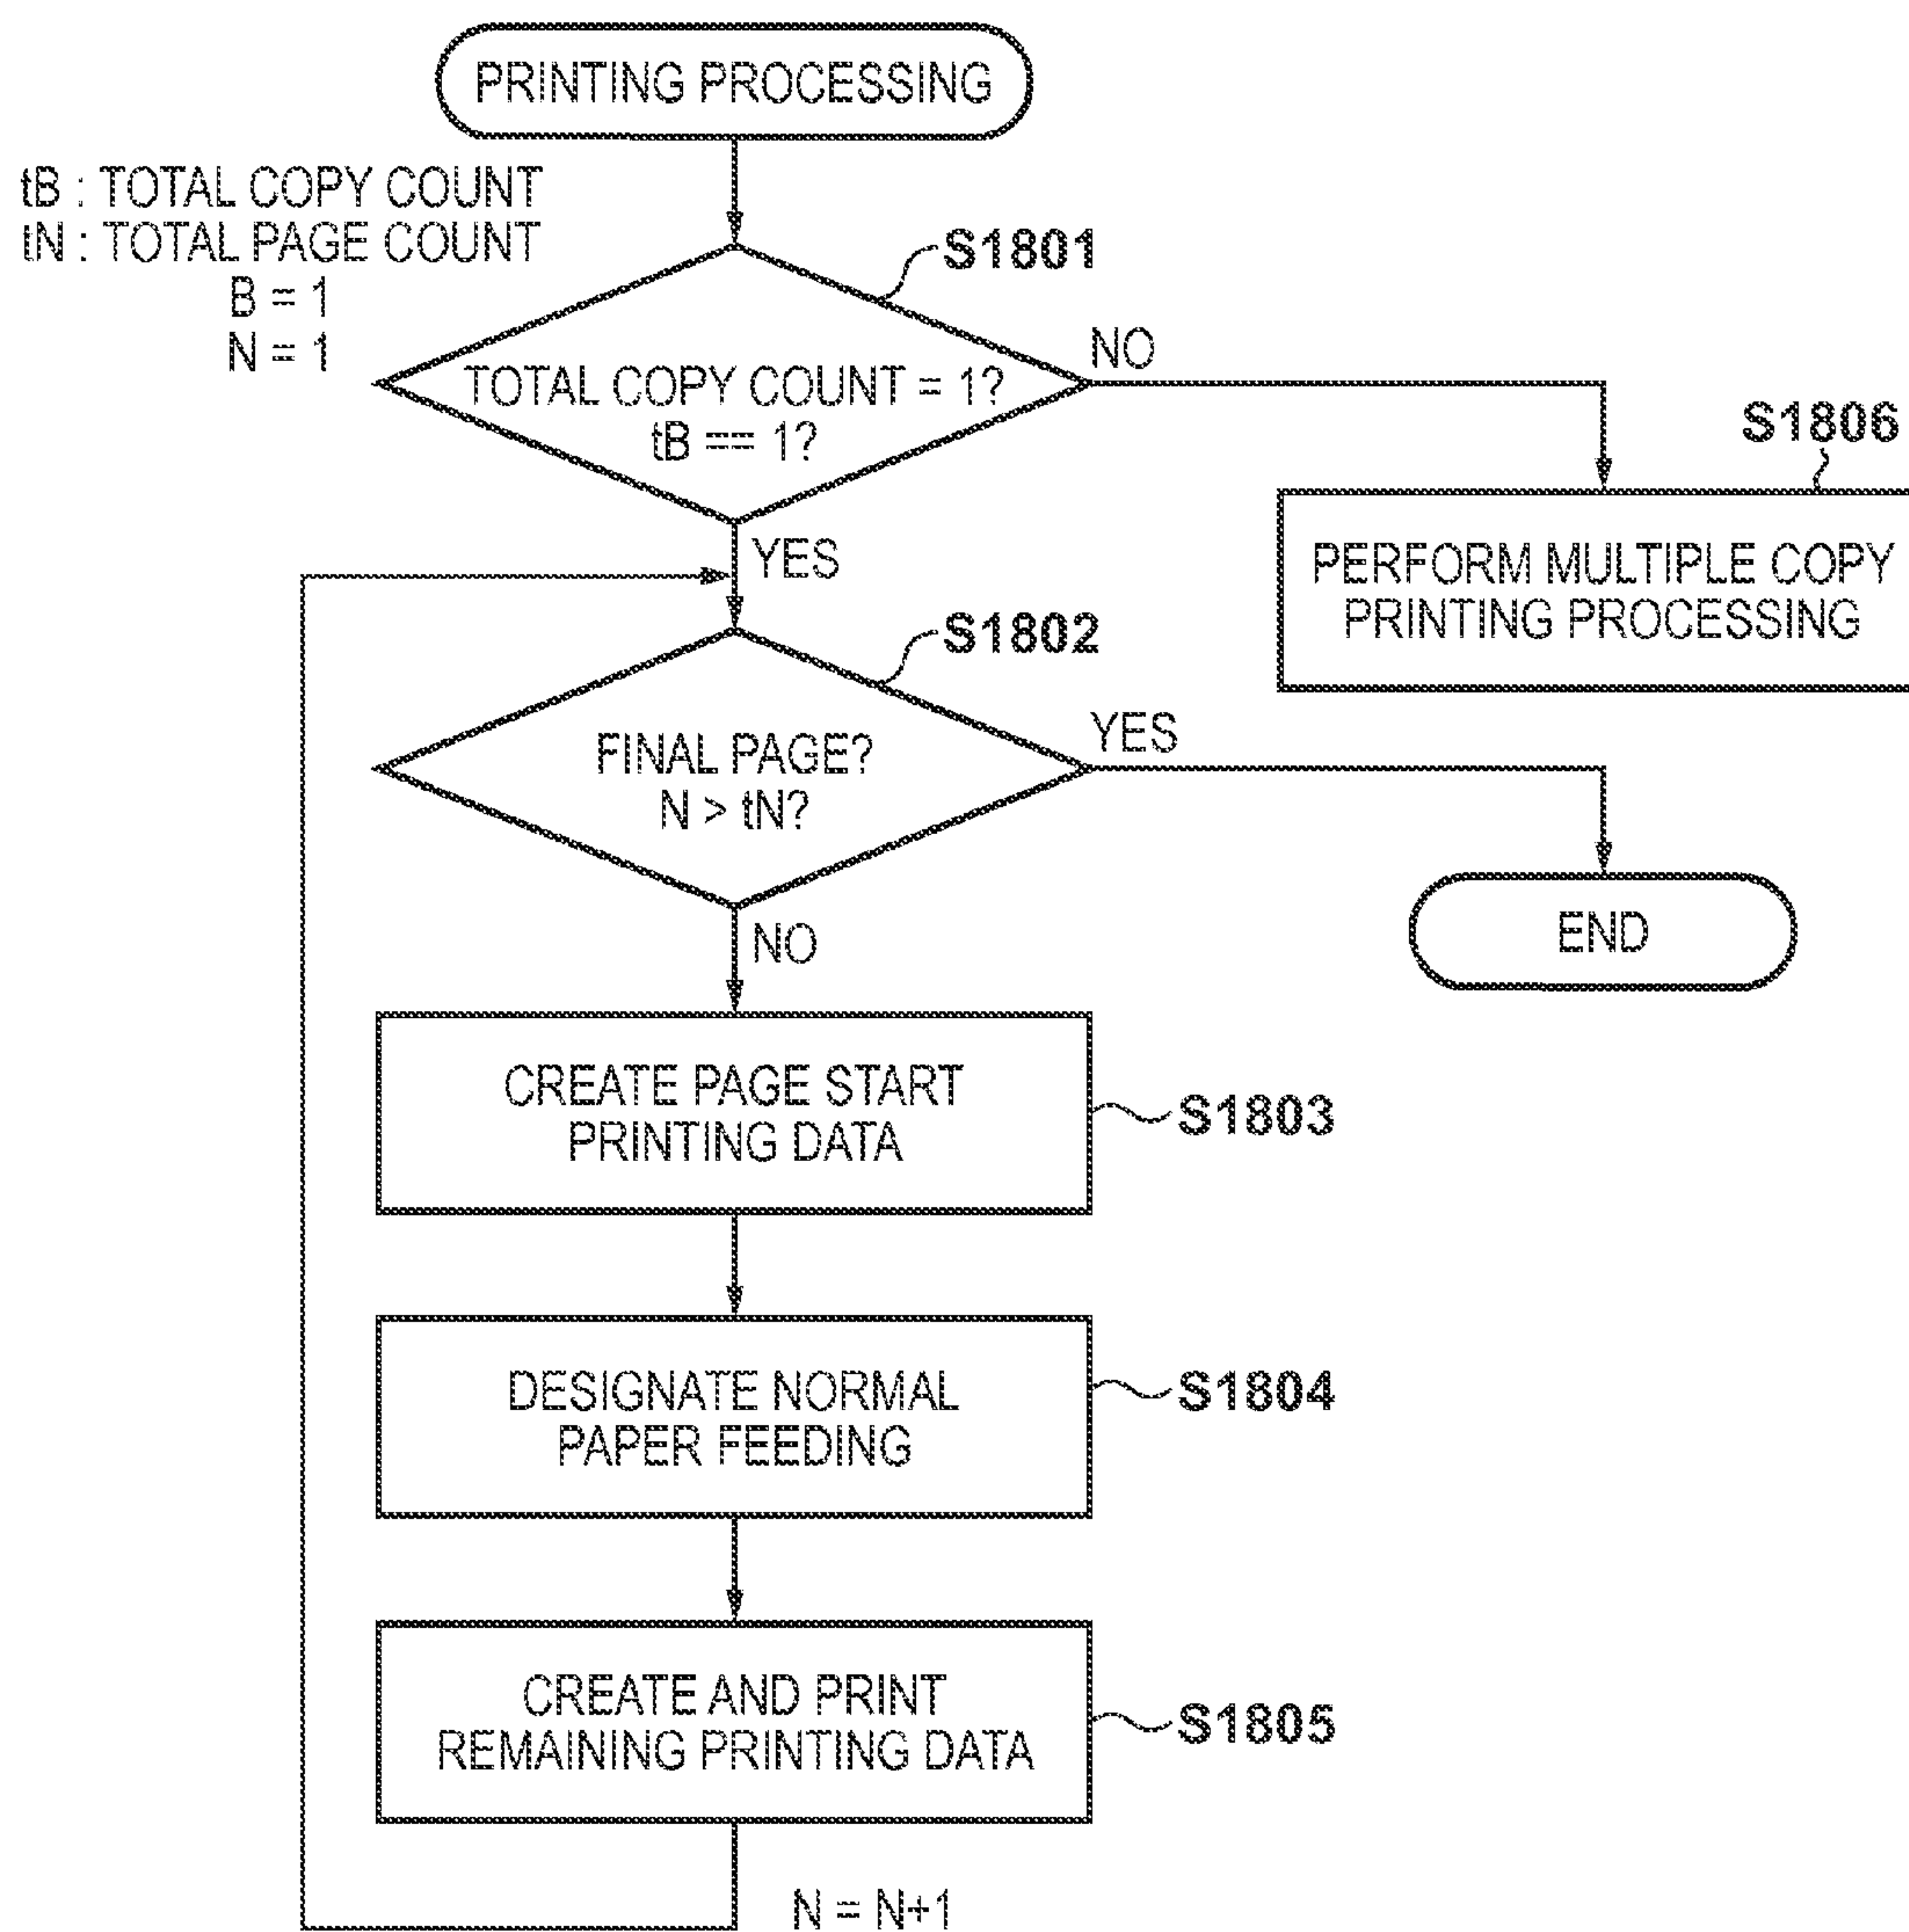 PRINTING PROCESSING
tB : TOTAL COPY COUNT
tN : TOTAL PAGE COUNT
B = 1
N = 1
S1801
TOTAL COPY COUNT = 1?
tB == 1?
NO
YES
S1806
PERFORM MULTIPLE COPY
PRINTING PROCESSING
S1802
FINAL PAGE?
N > tN?
YES
NO
END
CREATE PAGE START
PRINTING DATA
S1803
DESIGNATE NORMAL
PAPER FEEDING
S1804
CREATE AND PRINT
REMAINING PRINTING DATA
S1805
N = N+1